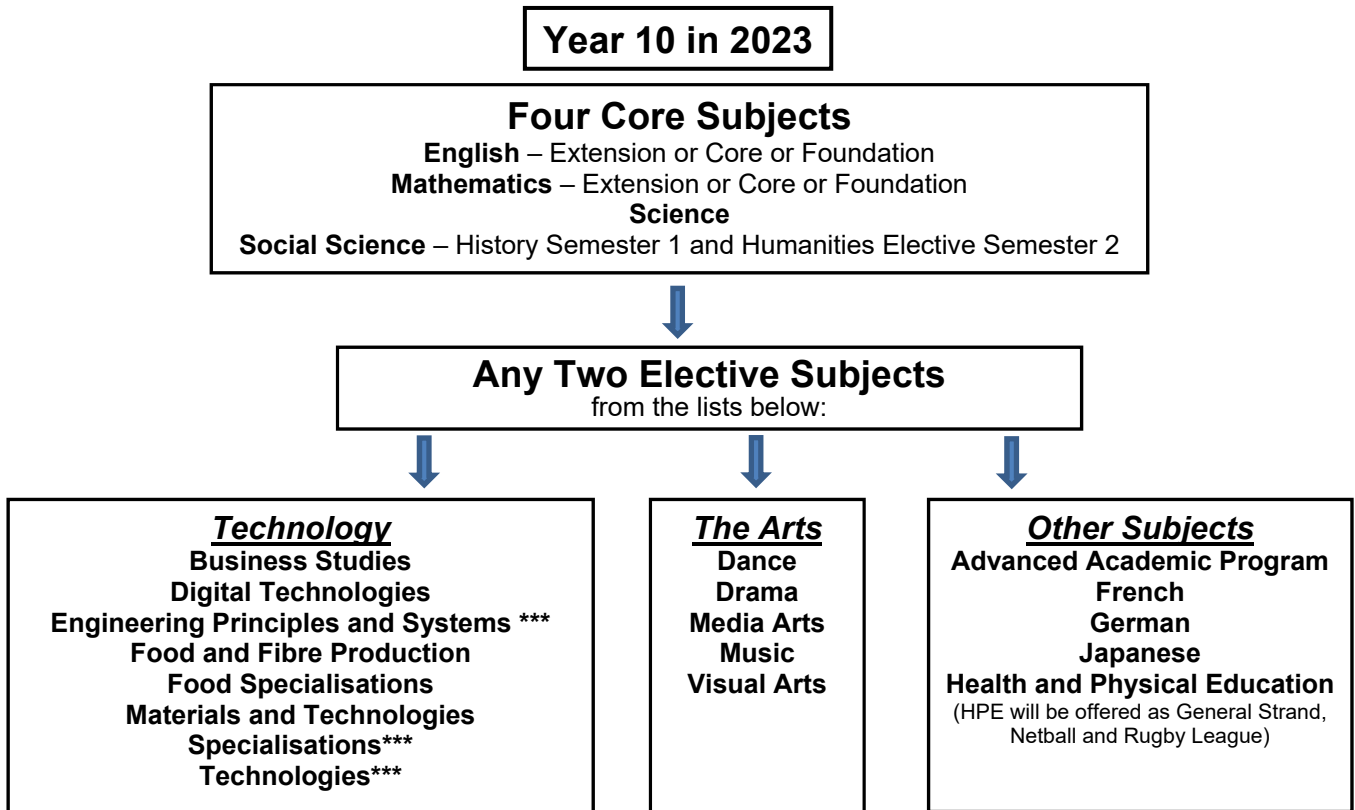 Year 10 in 2023
Four Core Subjects
English – Extension or Core or Foundation
Mathematics – Extension or Core or Foundation
Science
Social Science – History Semester 1 and Humanities Elective Semester 2
Any Two Elective Subjects
from the lists below:
Technology
Business Studies
Digital Technologies
Engineering Principles and Systems ***
Food and Fibre Production
Food Specialisations
Materials and Technologies
Specialisations***
Technologies***
The Arts
Dance
Drama
Media Arts
Music
Visual Arts
Other Subjects
Advanced Academic Program
French
German
Japanese
Health and Physical Education
(HPE will be offered as General Strand,
Netball and Rugby League)